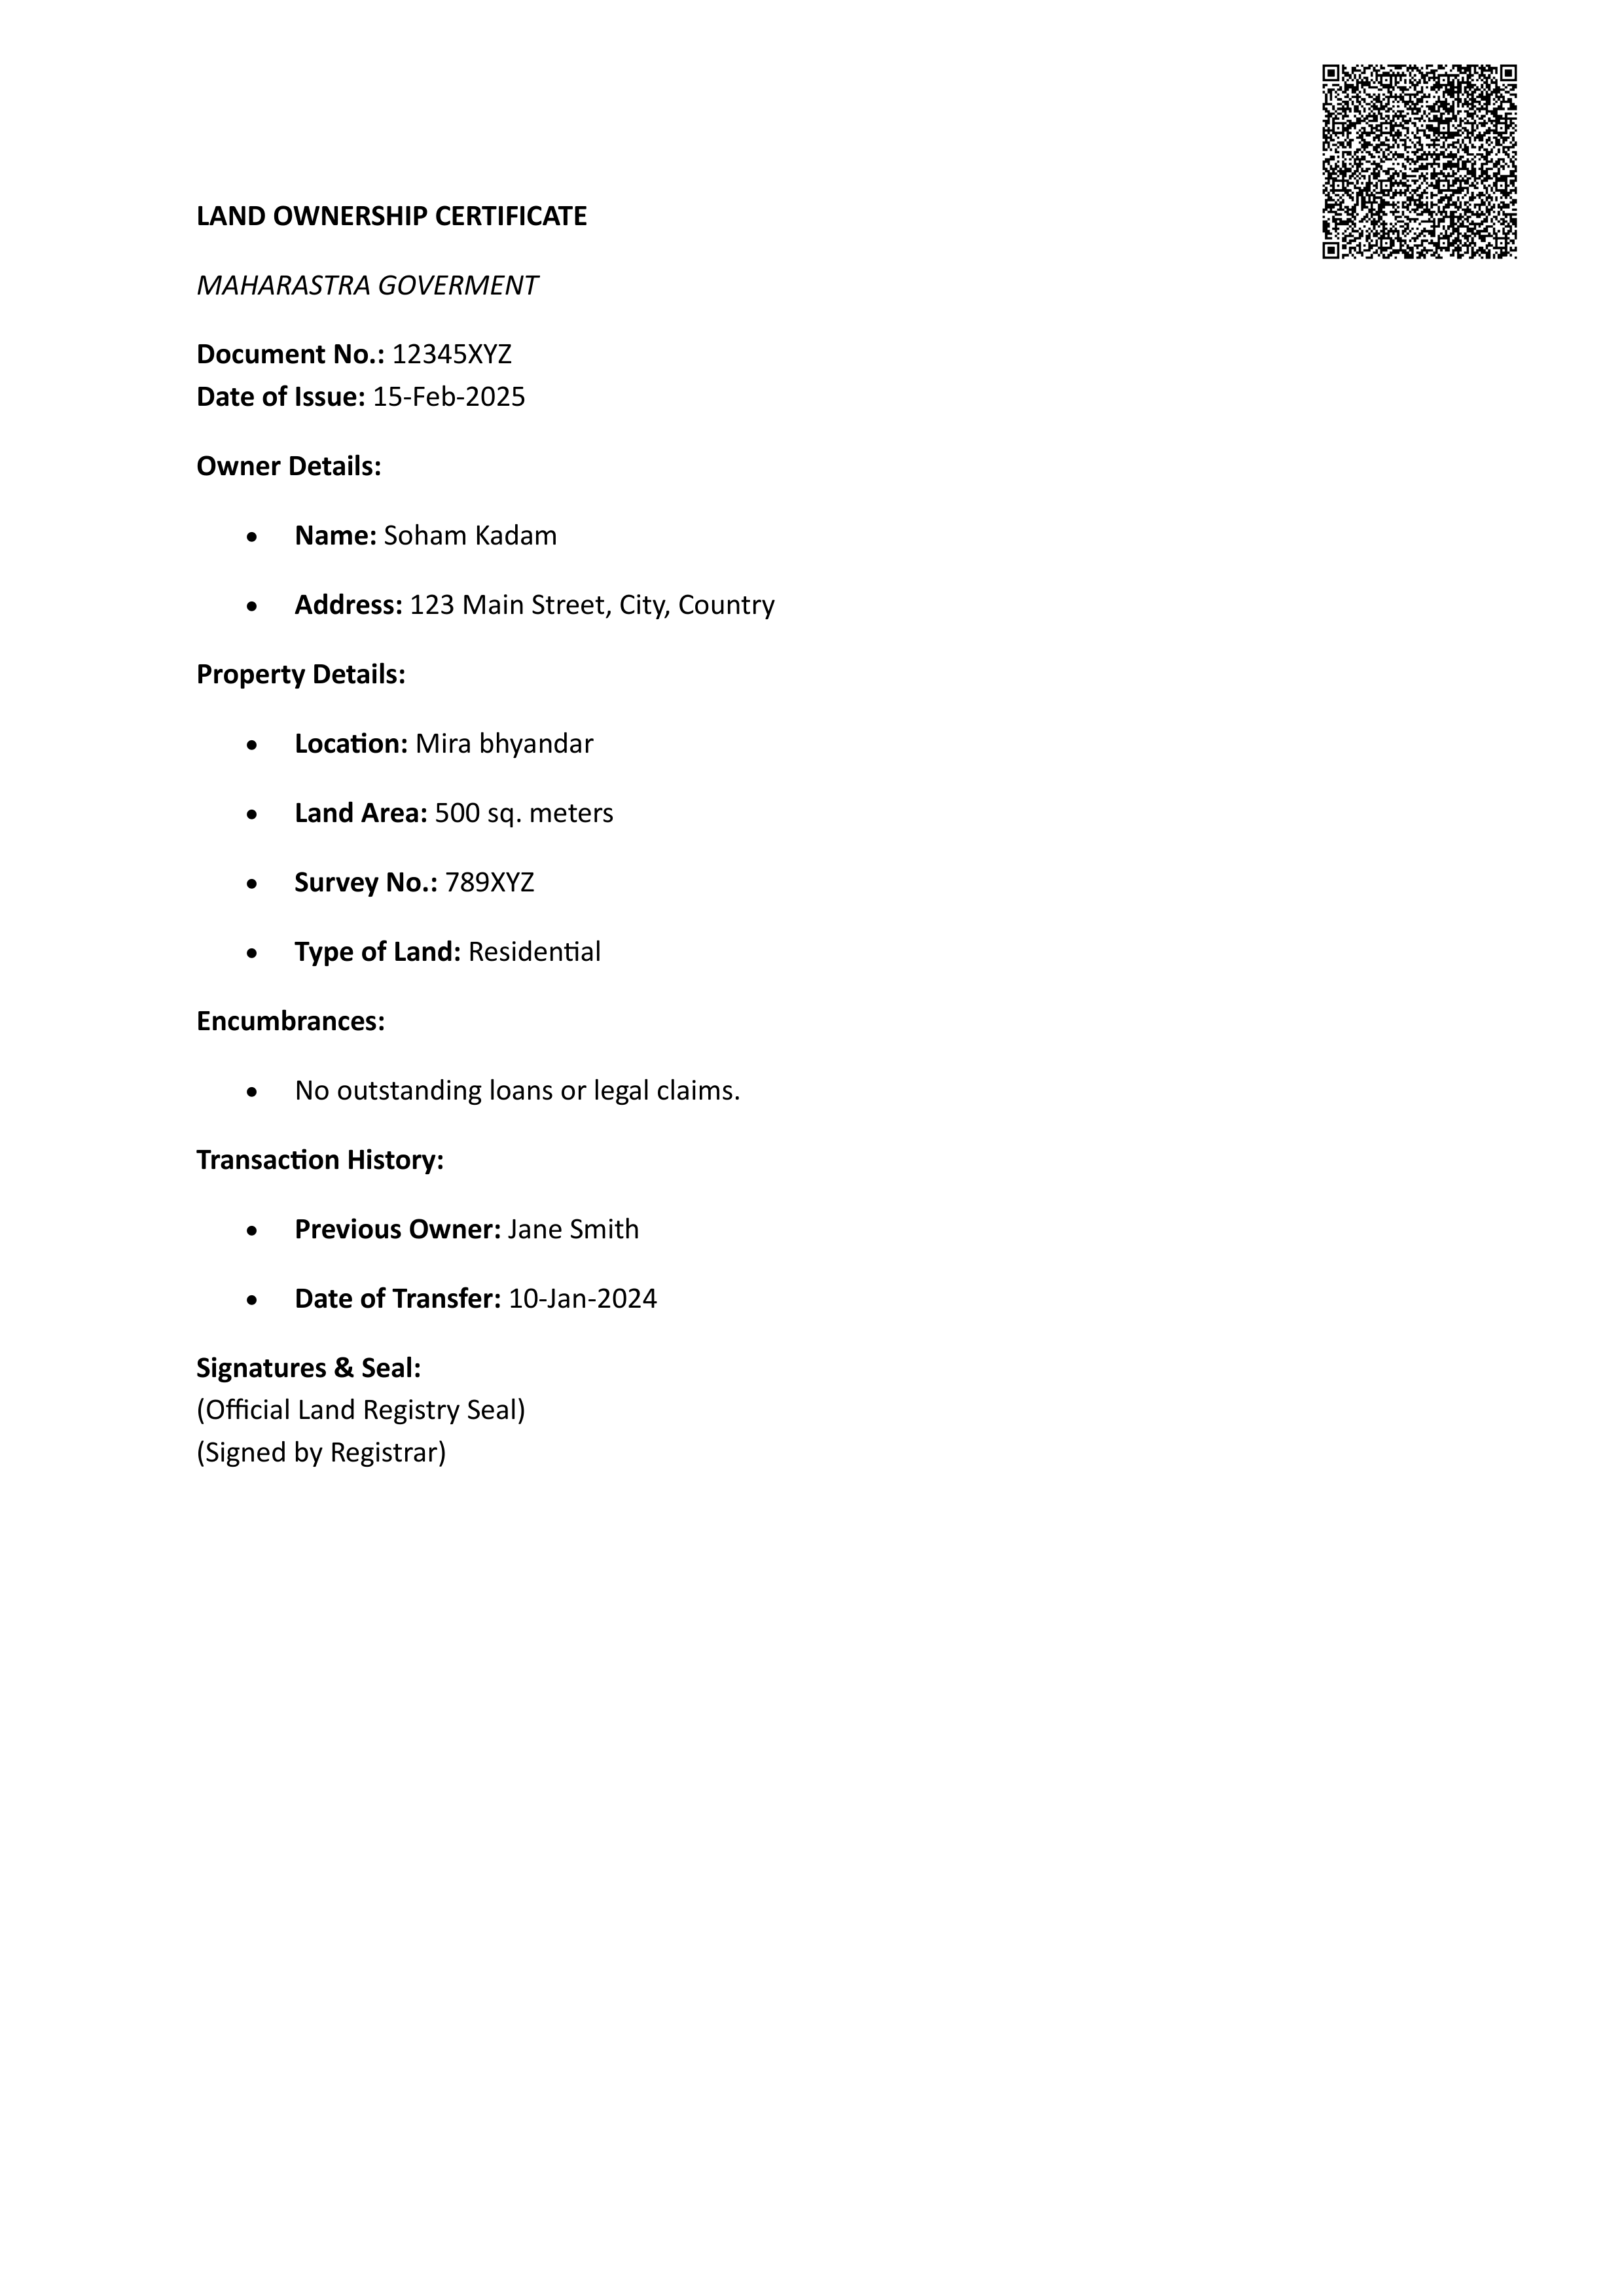 LAND OWNERSHIP CERTIFICATE
MAHARASTRA GOVERMENT
Document No.: 12345XYZ
Date of Issue: 15-Feb-2025
Owner Details:
• Name: Soham Kadam
• Address: 123 Main Street, City, Country
Property Details:
• Location: Mira bhyandar
• Land Area: 500 sq. meters
• Survey No.: 789XYZ
• Type of Land: Residential
Encumbrances:
• No outstanding loans or legal claims.
Transaction History:
• Previous Owner: Jane Smith
• Date of Transfer: 10-Jan-2024
Signatures & Seal:
(Official Land Registry Seal)
(Signed by Registrar)